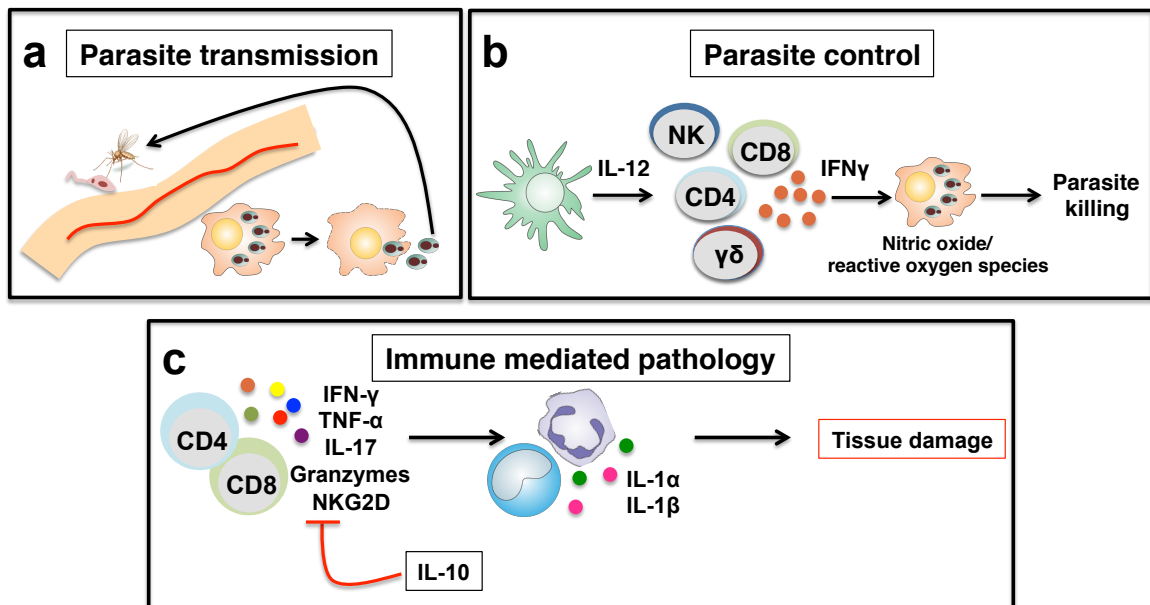 a
Parasite transmission
b
Parasite control
IL-12
NK
CD8
CD4
γδ
IFNγ
Nitric oxide/
reactive oxygen species
Parasite
killing
c
Immune mediated pathology
CD4
CD8
IFN-γ
TNF-α
IL-17
Granzymes
NKG2D
IL-10
IL-1α
IL-1β
Tissue damage